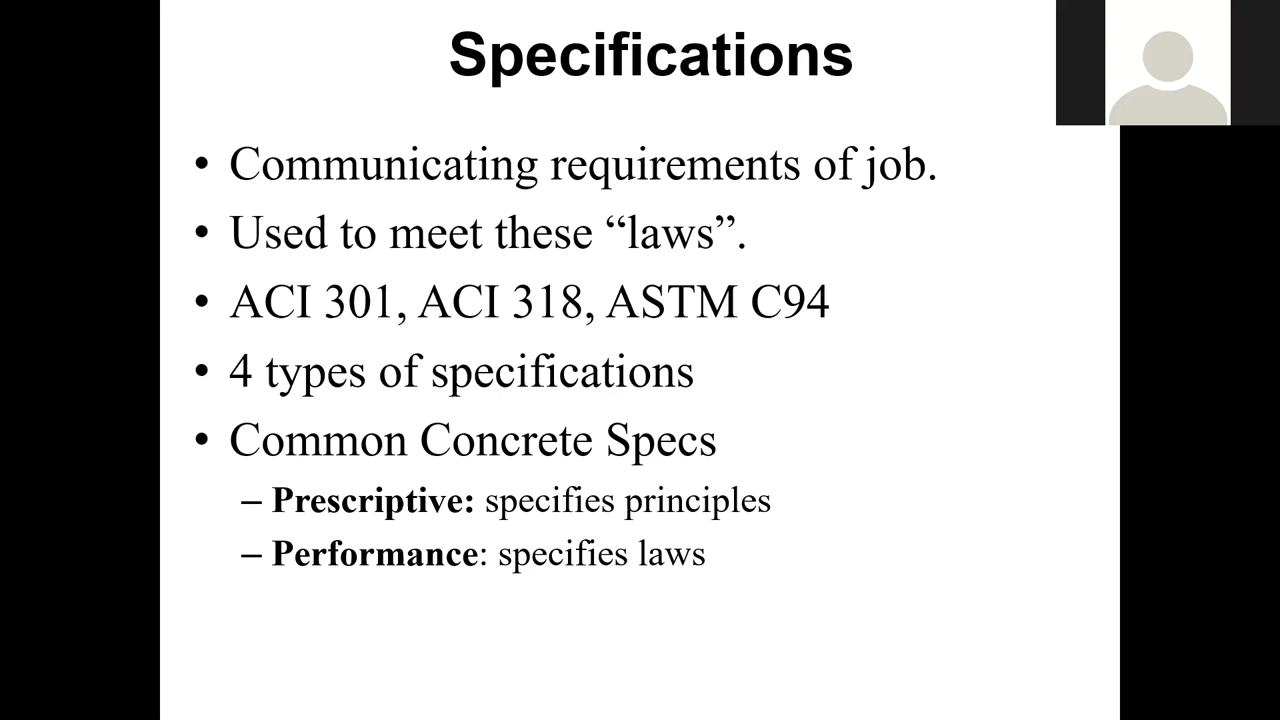 Specifications
• Communicating requirements of job.
• Used to meet these “laws”.
• ACI 301, ACI 318, ASTM C94
• 4 types of specifications
• Common Concrete Specs
– Prescriptive: specifies principles
– Performance: specifies laws